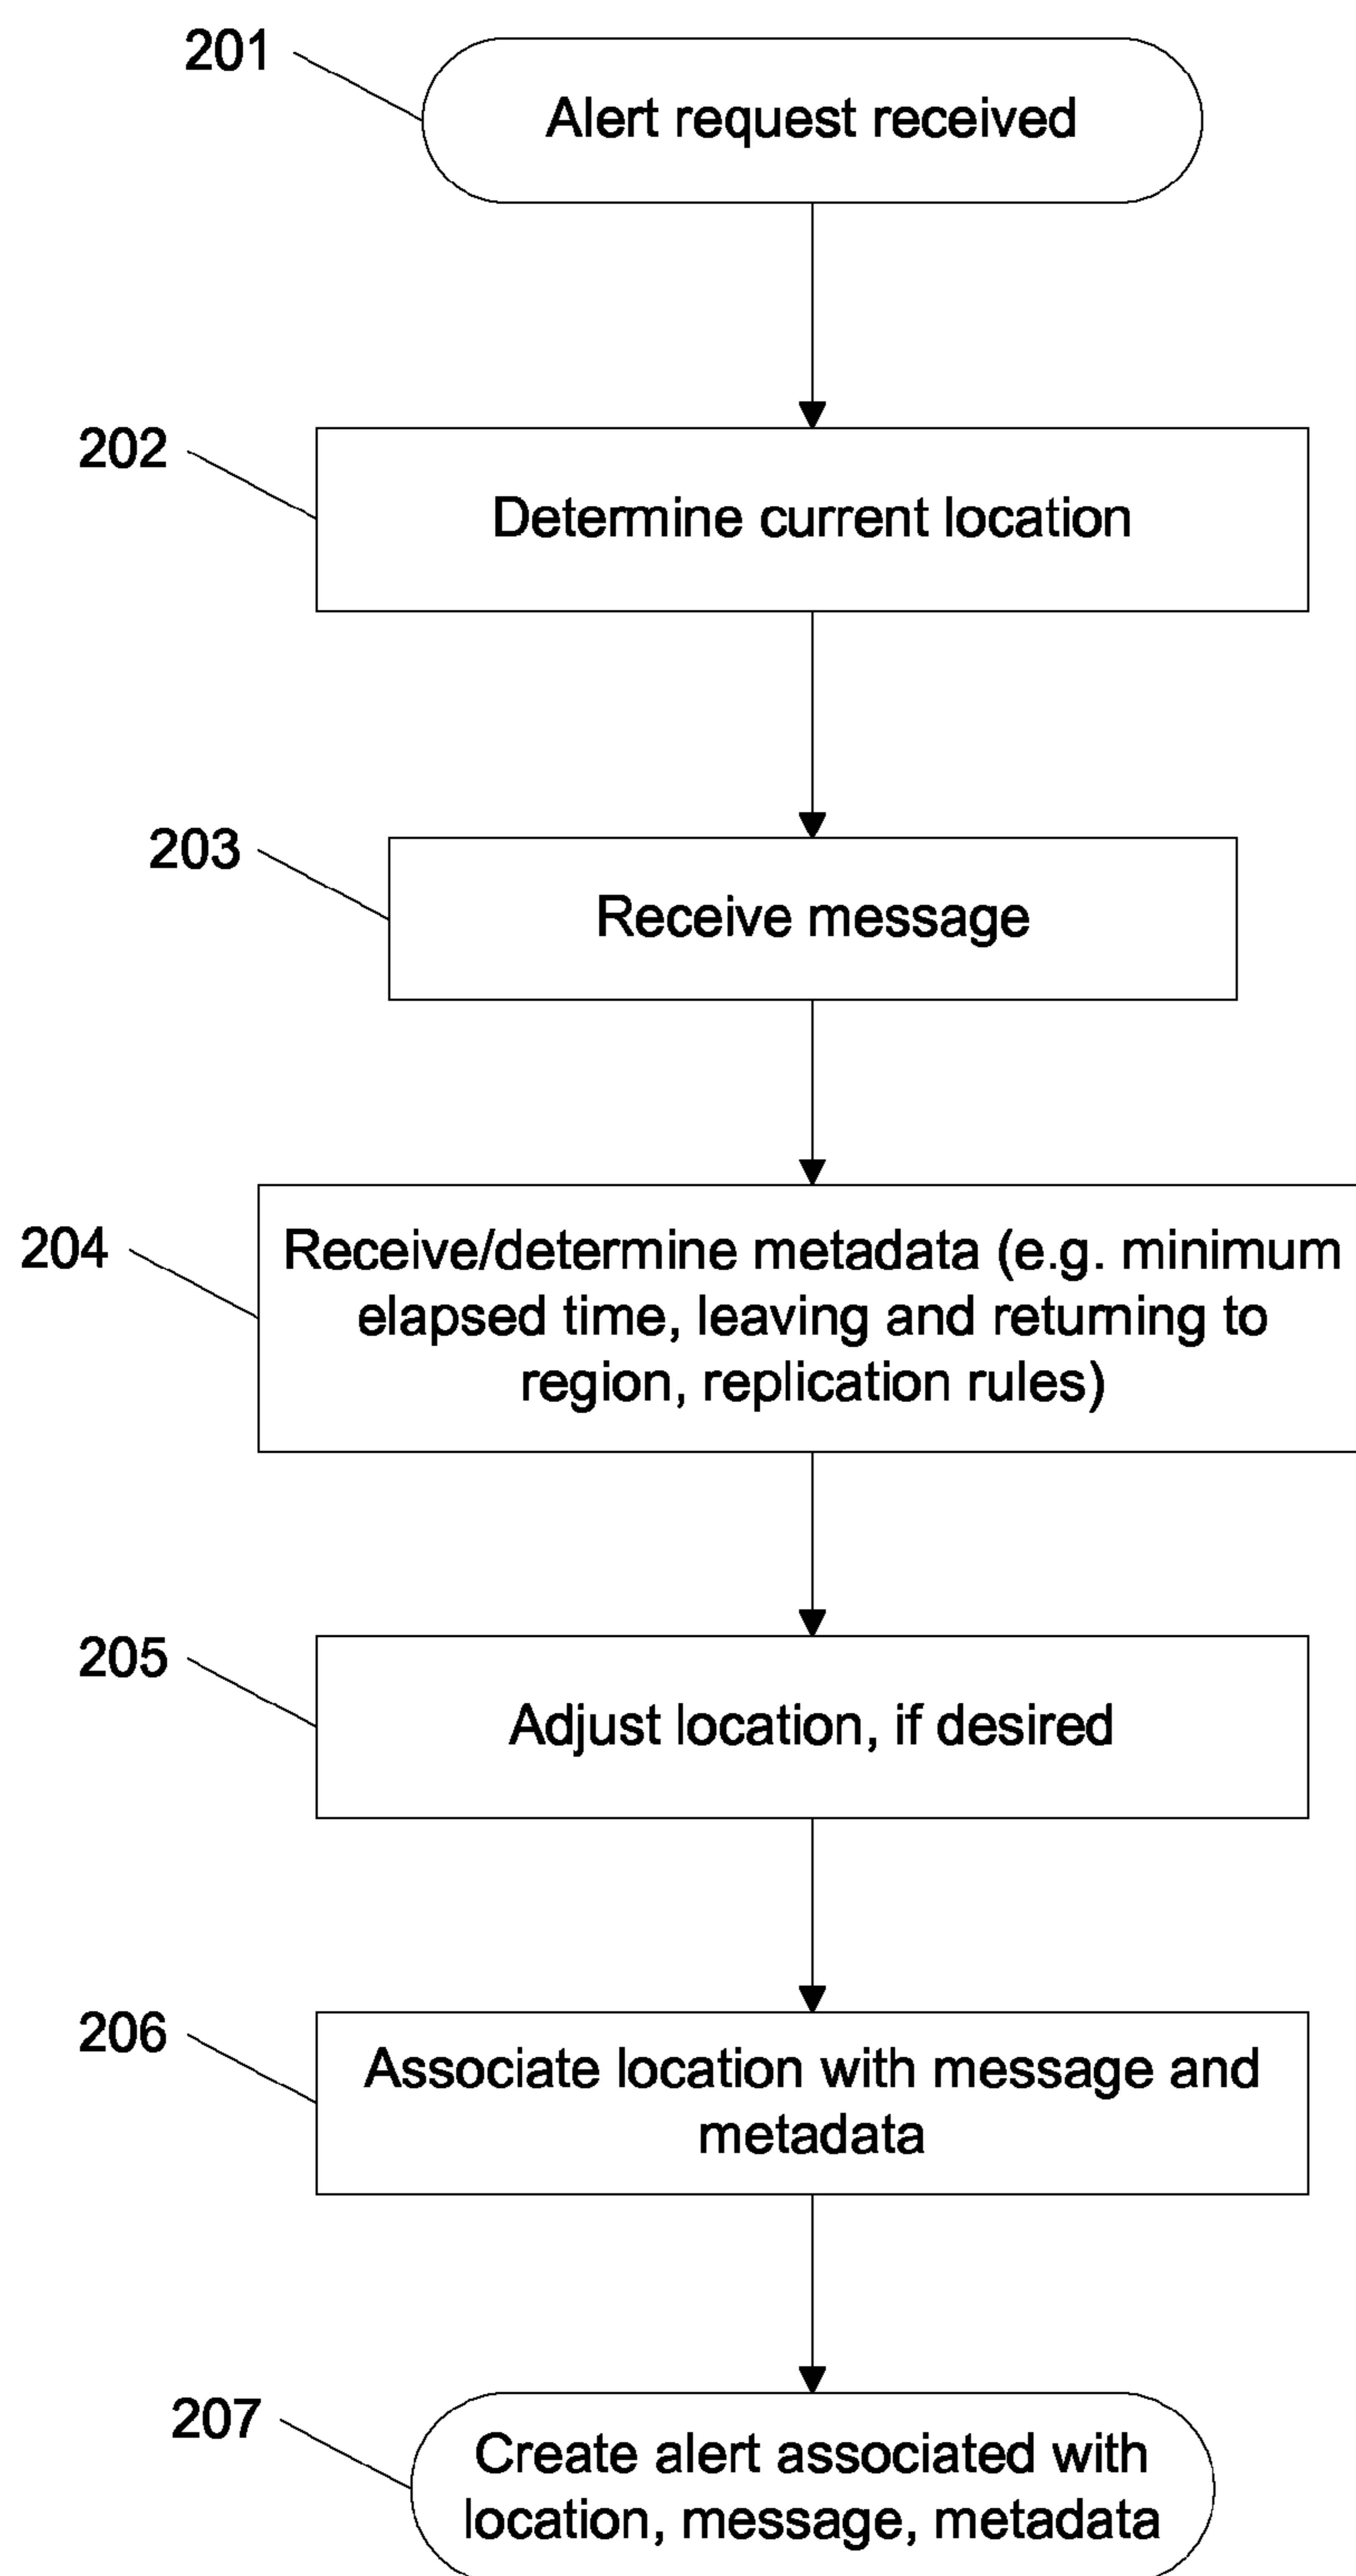 201
Alert request received
202
Determine current location
203
Receive message
204
Receive/determine metadata (e.g. minimum
elapsed time, leaving and returning to
region, replication rules)
205
Adjust location, if desired
206
Associate location with message and
metadata
207
Create alert associated with
location, message, metadata